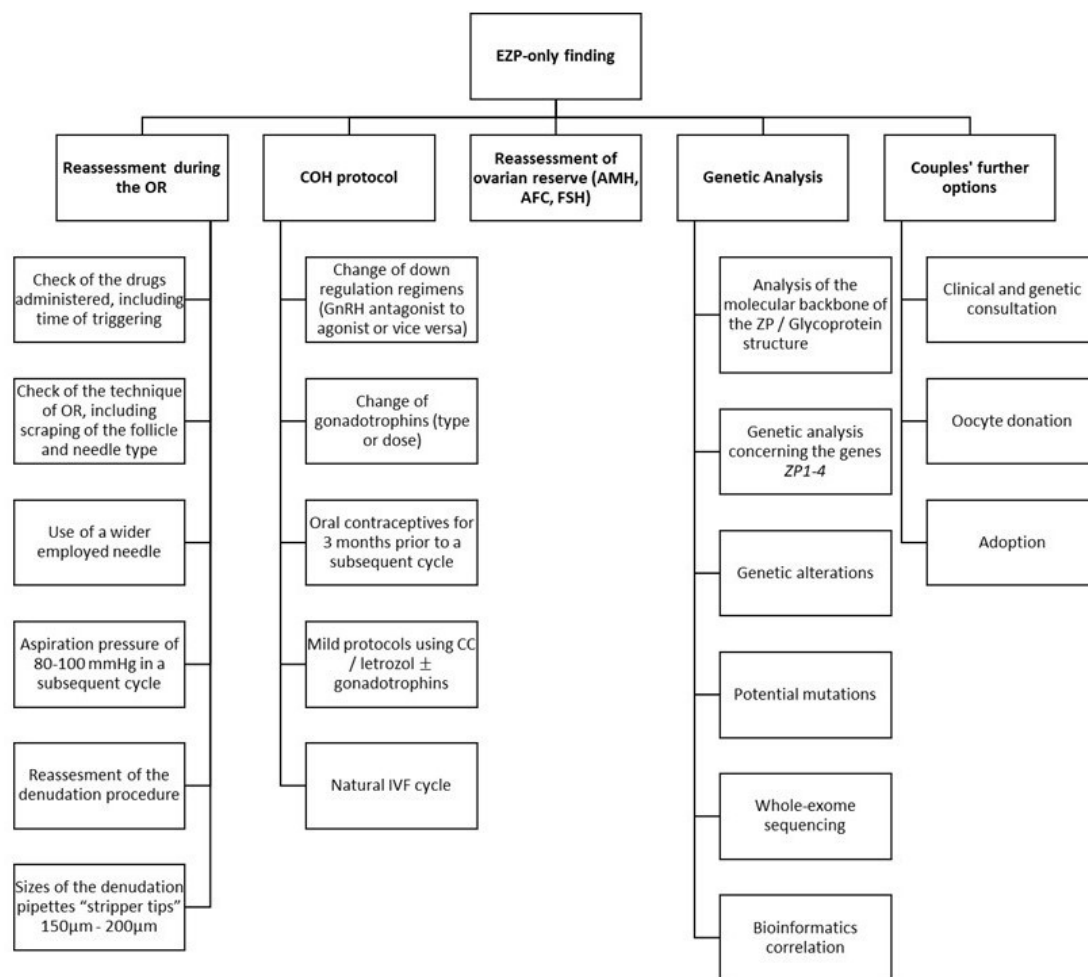 EZP-only finding
Reassessment during
the OR
COH protocol
Reassessment of
ovarian reserve (AMH,
AFC, FSH)
Genetic Analysis
Couples' further
options
Check of the drugs
administered, including
time of triggering
Check of the technique
of OR, including
scraping of the follicle
and needle type
Use of a wider
employed needle
Aspiration pressure of
80-100 mmHg in a
subsequent cycle
Reassesment of the
denudation procedure
Sizes of the denudation
pipettes “stripper tips”
150µm - 200µm
Change of down
regulation regimens
(GnRH antagonist to
agonist or vice versa)
Change of
gonadotrophins (type
or dose)
Oral contraceptives for
3 months prior to a
subsequent cycle
Mild protocols using CC
/ letrozol ±
gonadotrophins
Natural IVF cycle
Analysis of the
molecular backbone of
the ZP / Glycoprotein
structure
Genetic analysis
concerning the genes
ZP1-4
Genetic alterations
Potential mutations
Whole-exome
sequencing
Bioinformatics
correlation
Clinical and genetic
consultation
Oocyte donation
Adoption